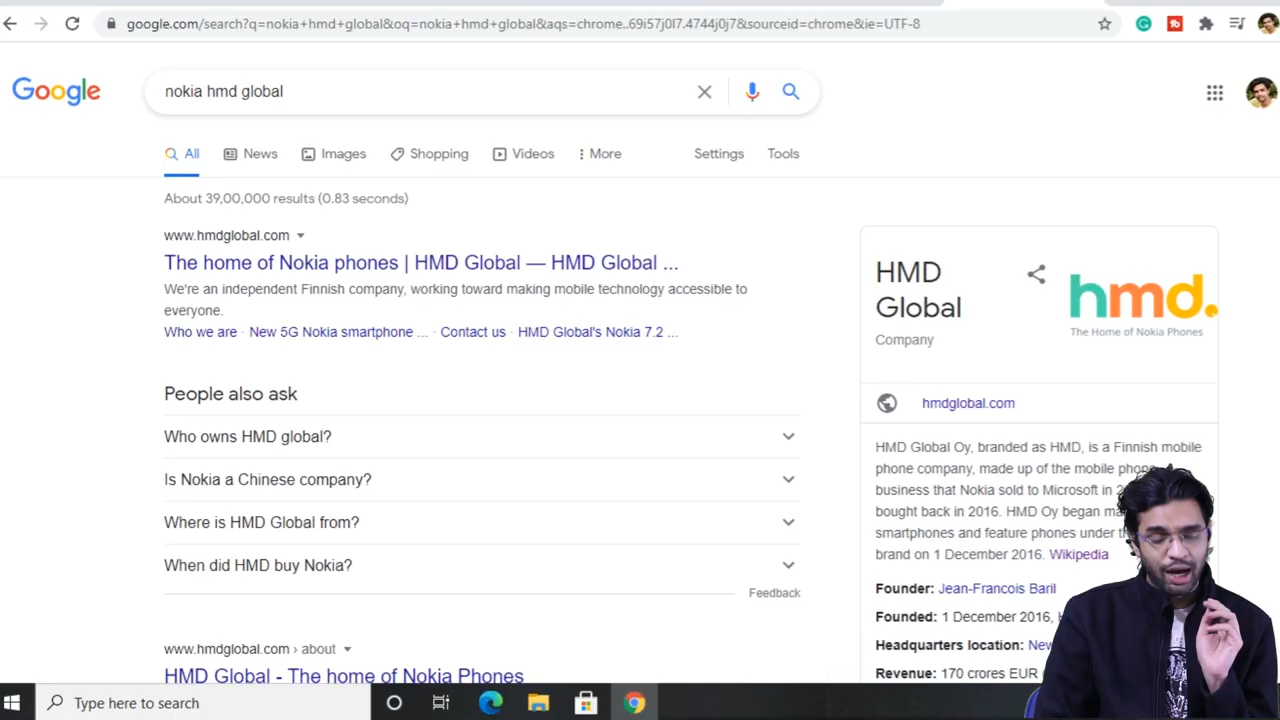 google.com/search?q=nokia+hmd+global&oq=nokia+hmd+global&aqs=chrome..69i57j0l7.4744j0j7&sourceid=chrome&ie=UTF-8
Google
nokia hmd global
All
News
Images
Shopping
Videos
More
Settings
Tools
About 39,00,000 results (0.83 seconds)
www.hmdglobal.com
The home of Nokia phones | HMD Global — HMD Global ...
We're an independent Finnish company, working toward making mobile technology accessible to
everyone.
Who we are · New 5G Nokia smartphone ... · Contact us · HMD Global's Nokia 7.2 ...
People also ask
Who owns HMD global?
Is Nokia a Chinese company?
Where is HMD Global from?
When did HMD buy Nokia?
Feedback
www.hmdglobal.com › about
HMD Global - The home of Nokia Phones
HMD
Global
Company
hmd.
The Home of Nokia Phones
hmdglobal.com
HMD Global Oy, branded as HMD, is a Finnish mobile
phone company, made up of the mobile phone
business that Nokia sold to Microsoft in
bought back in 2016. HMD Oy began
smartphones and feature phones under
brand on 1 December 2016. Wikipedia
Founder: Jean-Francois Baril
Founded: 1 December 2016,
Headquarters location:
Revenue: 170 crores EUR
Type here to search